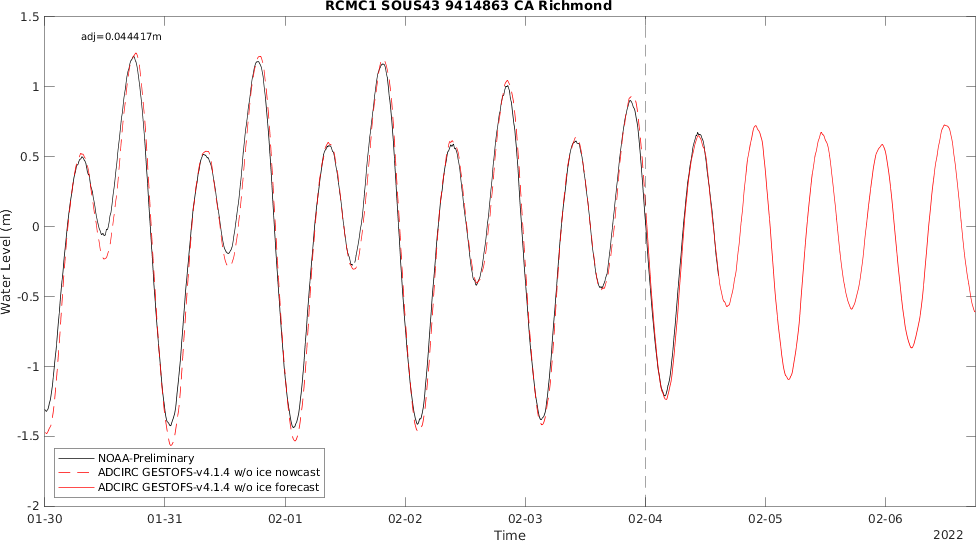 RCMC1 SOUS43 9414863 CA Richmond
adj=0.044417m
1.5
1
0.5
0
-0.5
-1
-1.5
-2
Water Level (m)
NOAA-Preliminary
ADCIRC GESTOFS-v4.1.4 w/o ice nowcast
ADCIRC GESTOFS-v4.1.4 w/o ice forecast
01-30 01-31 02-01 02-02 02-03 02-04 02-05 02-06
Time
2022